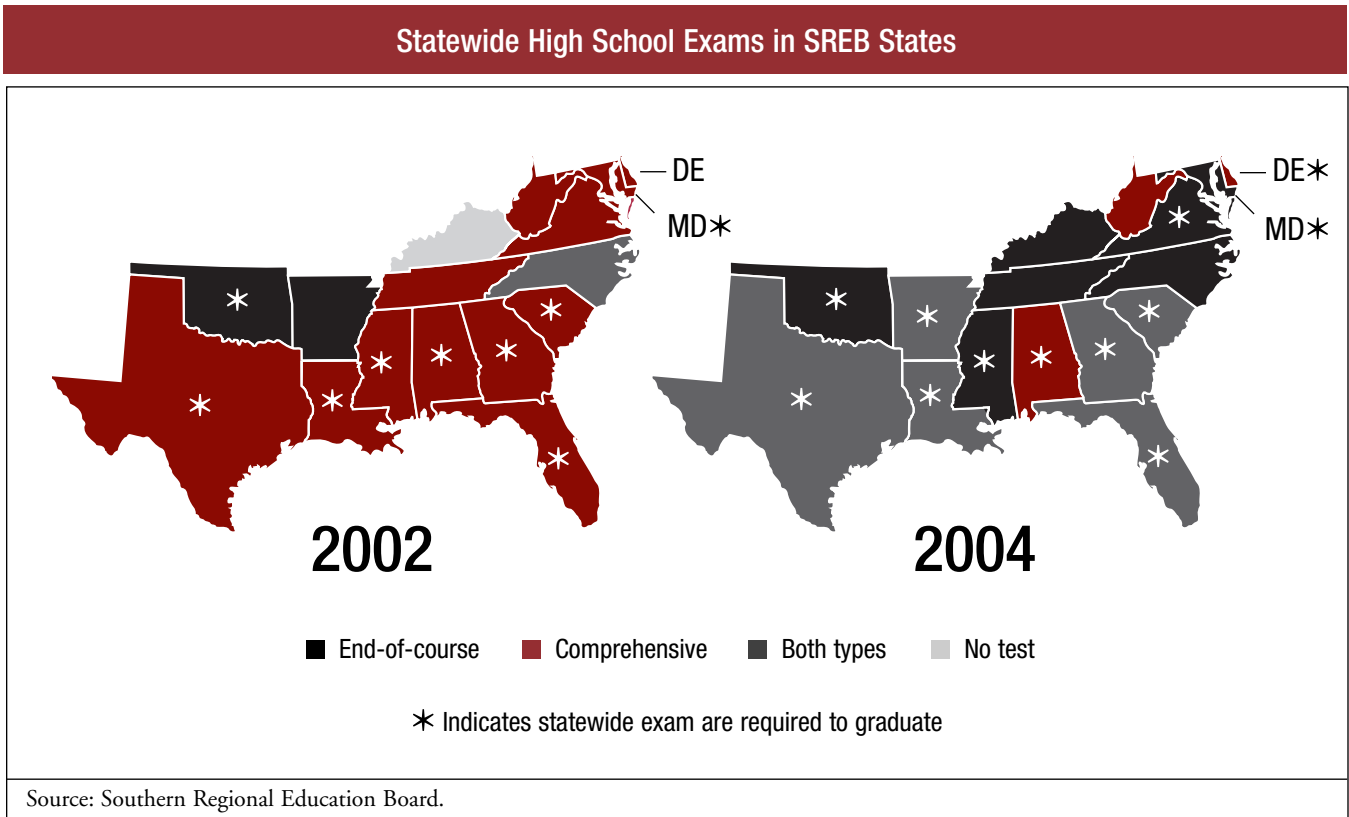 Statewide High School Exams in SREB States
DE
MD*
2002
DE*
MD*
2004
End-of-course Comprehensive Both types No test
* Indicates statewide exam are required to graduate
Source: Southern Regional Education Board.